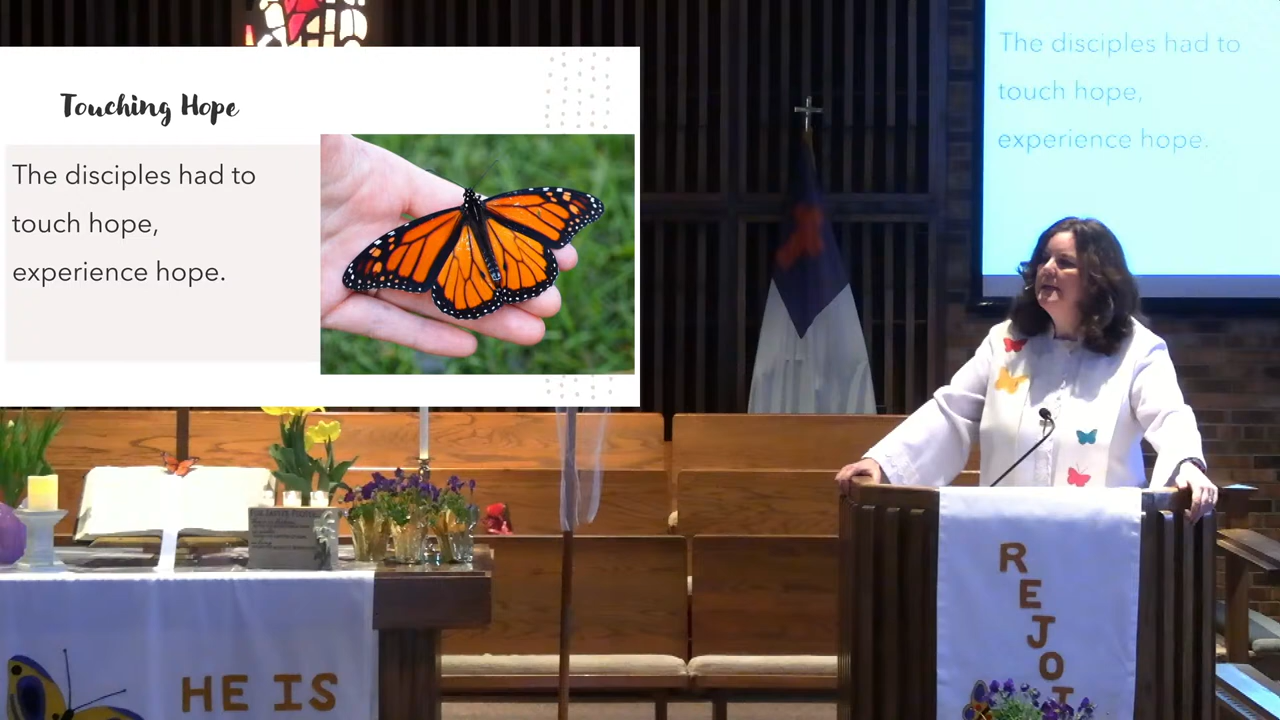 Touching Hope
The disciples had to
touch hope,
experience hope.
The disciples had to
touch hope,
experience hope.
HE IS
R
E
J
O
I